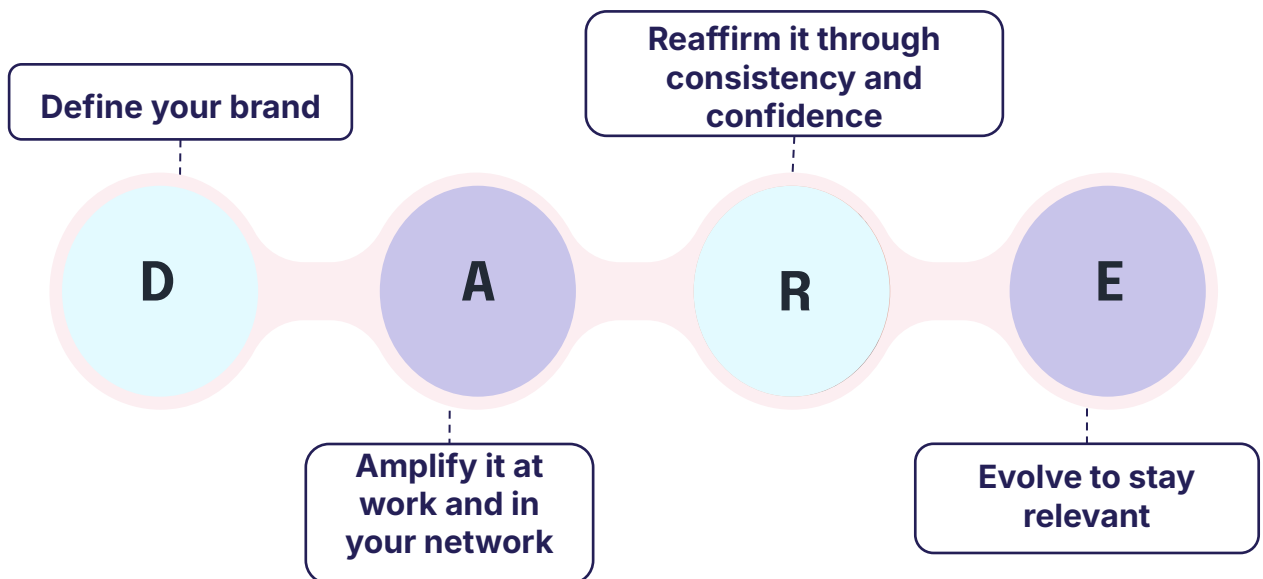 Define your brand
Reaffirm it through
consistency and
confidence
D
A
R
E
Amplify it at
work and in
your network
Evolve to stay
relevant